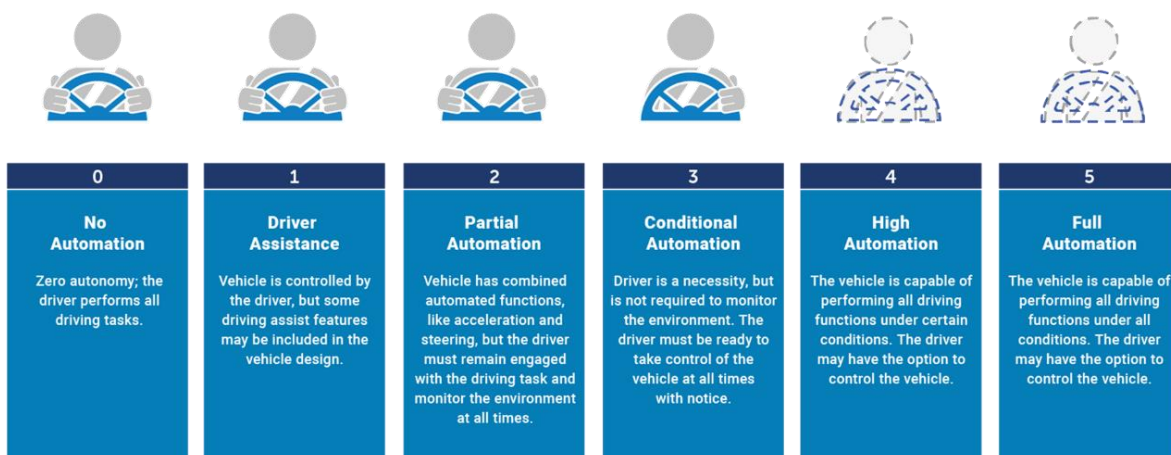 0
No
Automation
Zero autonomy; the
driver performs all
driving tasks.
1
Driver
Assistance
Vehicle is controlled by
the driver, but some
driving assist features
may be included in the
vehicle design.
2
Partial
Automation
Vehicle has combined
automated functions,
like acceleration and
steering, but the driver
must remain engaged
with the driving task and
monitor the environment
at all times.
3
Conditional
Automation
Driver is a necessity, but
is not required to monitor
the environment. The
driver must be ready to
take control of the
vehicle at all times
with notice.
4
High
Automation
The vehicle is capable of
performing all driving
functions under certain
conditions. The driver
may have the option to
control the vehicle.
5
Full
Automation
The vehicle is capable of
performing all driving
functions under all
conditions. The driver
may have the option to
control the vehicle.